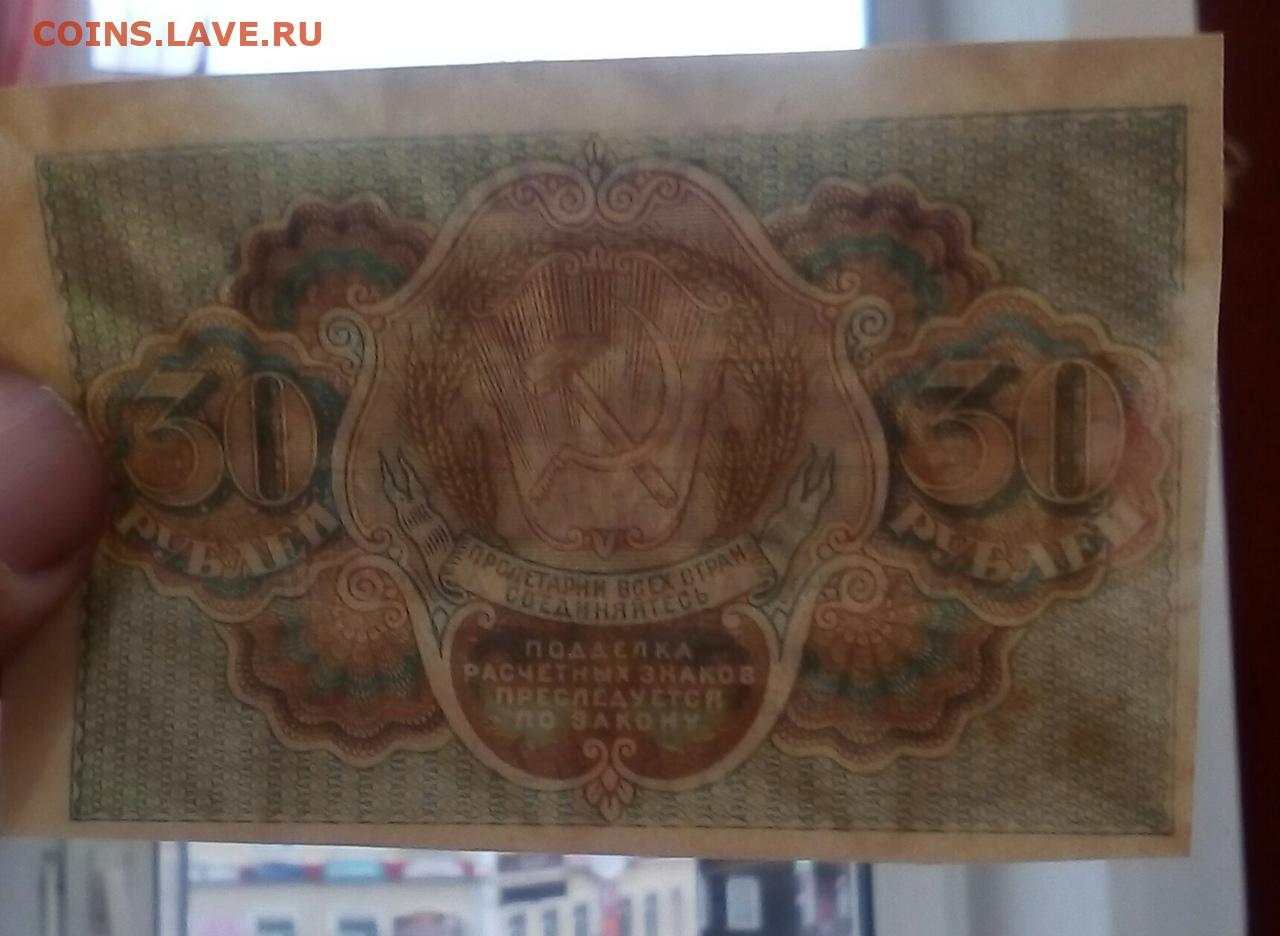 COINS.LAVE.RU
30
РУБЛЕЙ
30
РУБЛЕЙ
ПРОЛЕТАРИИ ВСЕХ СТРАН
СОЕДИНЯЙТЕСЬ
ПОДДЕЛКА
РАСЧЕТНЫХ ЗНАКОВ
ПРЕСЛЕДУЕТСЯ
ПО ЗАКОНУ